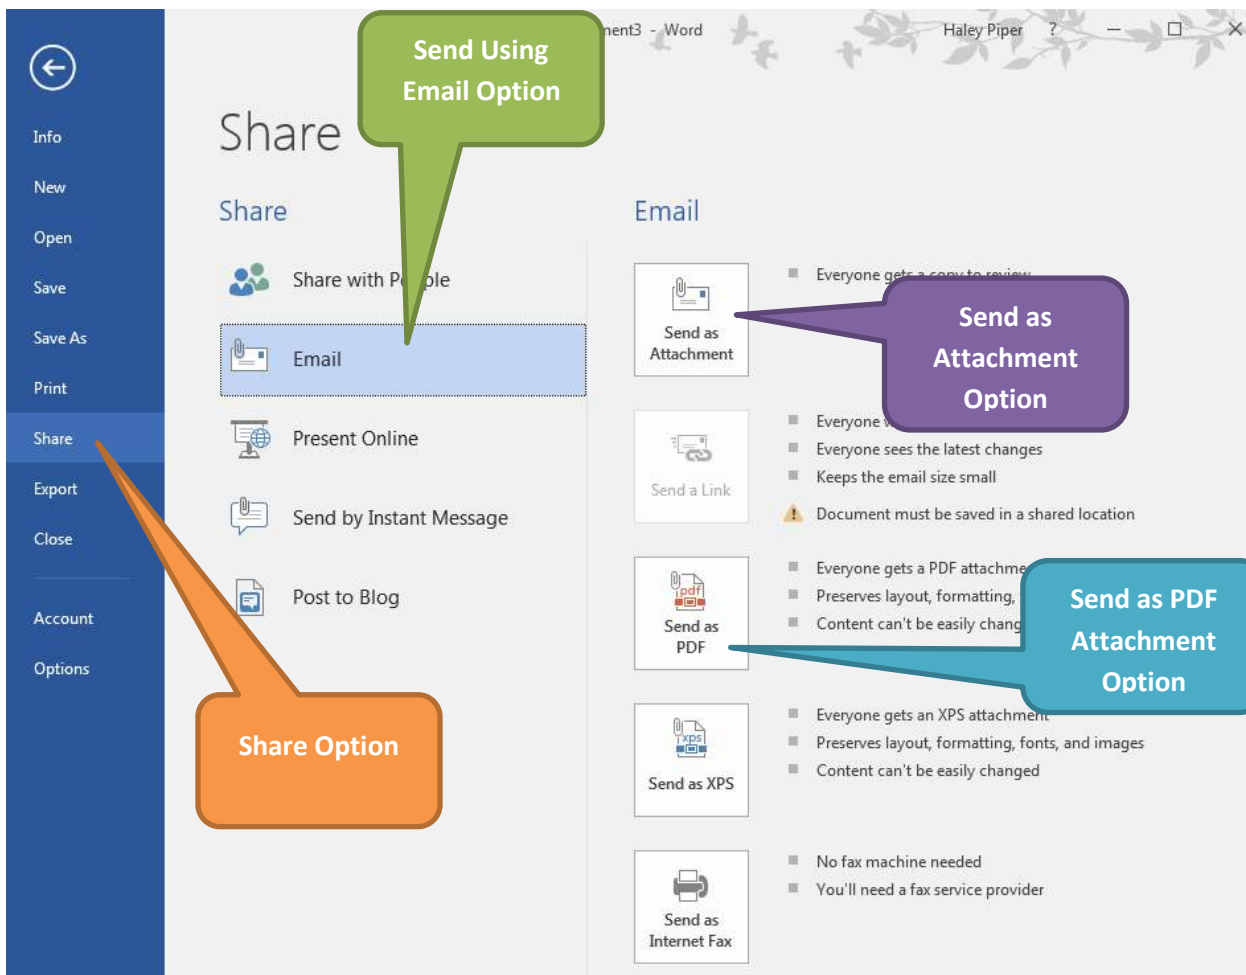 ment3 - Word
Haley Piper ?
Send Using
Email Option
Info
New
Open
Save
Save As
Print
Share
Export
Close
Account
Options
Share
Share
Share with People
Email
Present Online
Send by Instant Message
Post to Blog
Share Option
Email
Send as
Attachment
Everyone gets a copy to review
Send as
Attachment
Option
Send a Link
Everyone
Everyone sees the latest changes
Keeps the email size small
Document must be saved in a shared location
pdf
Send as
PDF
Everyone gets a PDF attachme
Preserves layout, formatting,
Content can't be easily chang
Send as PDF
Attachment
Option
xps
Send as XPS
Everyone gets an XPS attachment
Preserves layout, formatting, fonts, and images
Content can't be easily changed
Send as
Internet Fax
No fax machine needed
You'll need a fax service provider